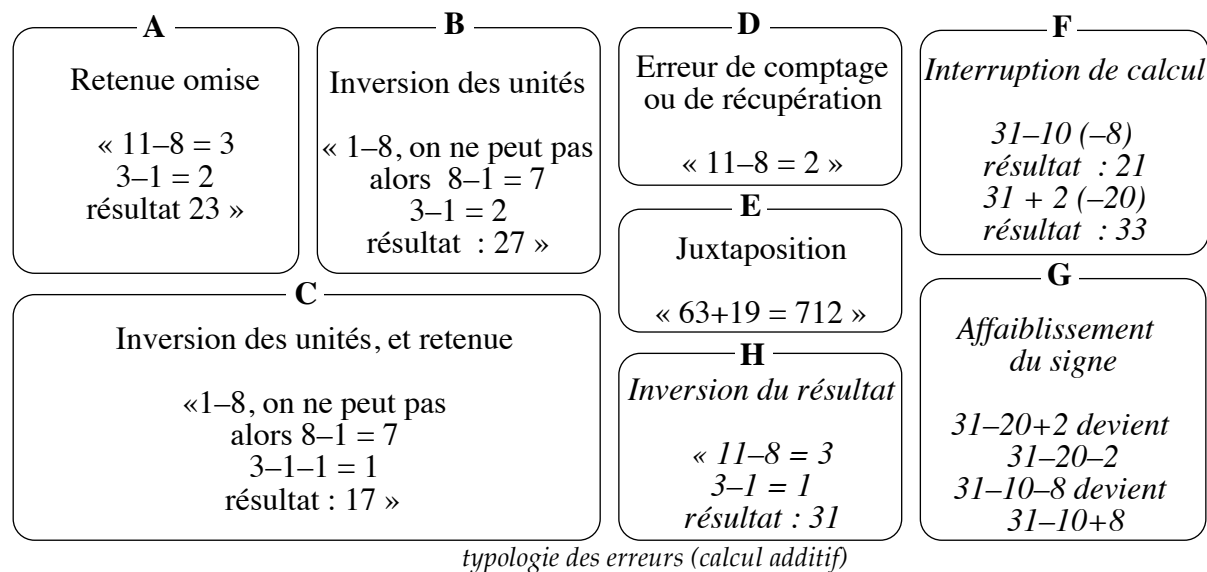 A
Retenue omise
« 11–8 = 3
3–1 = 2
résultat 23 »
B
Inversion des unités
« 1–8, on ne peut pas
alors 8–1 = 7
3–1 = 2
résultat : 27 »
C
Inversion des unités, et retenue
«1–8, on ne peut pas
alors 8–1 = 7
3–1–1 = 1
résultat : 17 »
D
Erreur de comptage
ou de récupération
« 11–8 = 2 »
E
Juxtaposition
« 63+19 = 712 »
H
Inversion du résultat
« 11–8 = 3
3–1 = 1
résultat : 31
F
Interruption de calcul
31–10 (–8)
résultat : 21
31 + 2 (–20)
résultat : 33
G
Affaiblissement
du signe
31–20+2 devient
31–20–2
31–10–8 devient
31–10+8
typologie des erreurs (calcul additif)